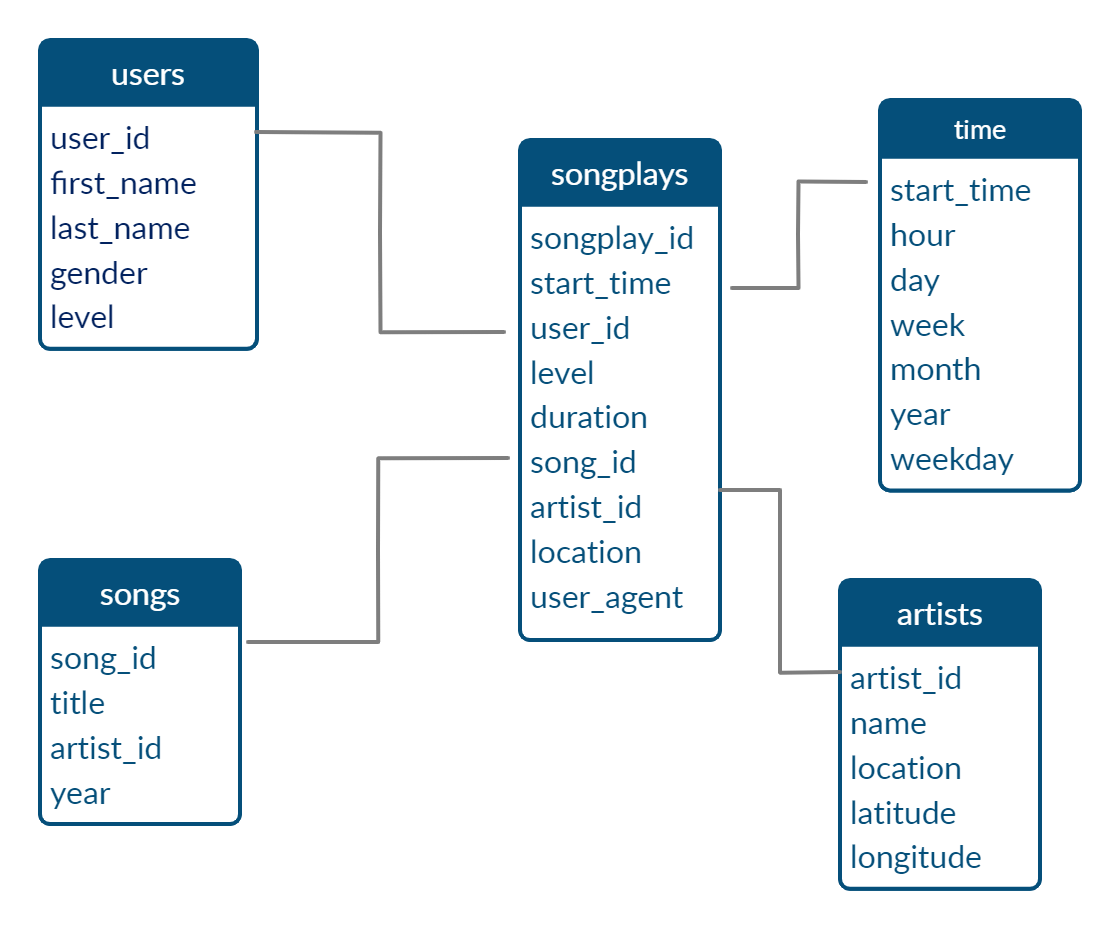 users
user_id
first_name
last_name
gender
level
songplays
songplay_id
start_time
user_id
level
duration
song_id
artist_id
location
user_agent
time
start_time
hour
day
week
month
year
weekday
songs
song_id
title
artist_id
year
artists
artist_id
name
location
latitude
longitude